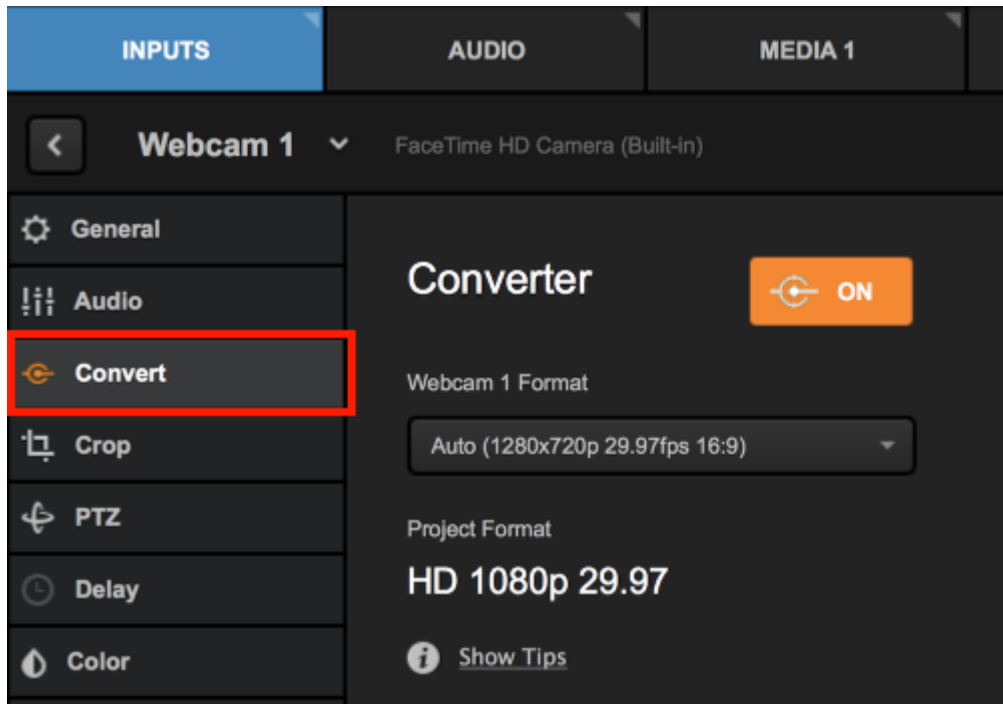 INPUTS AUDIO MEDIA 1
Webcam 1 FaceTime HD Camera (Built-in)
General
Audio
Convert
Crop
PTZ
Delay
Color
Converter
ON
Webcam 1 Format
Auto (1280x720p 29.97fps 16:9)
Project Format
HD 1080p 29.97
Show Tips